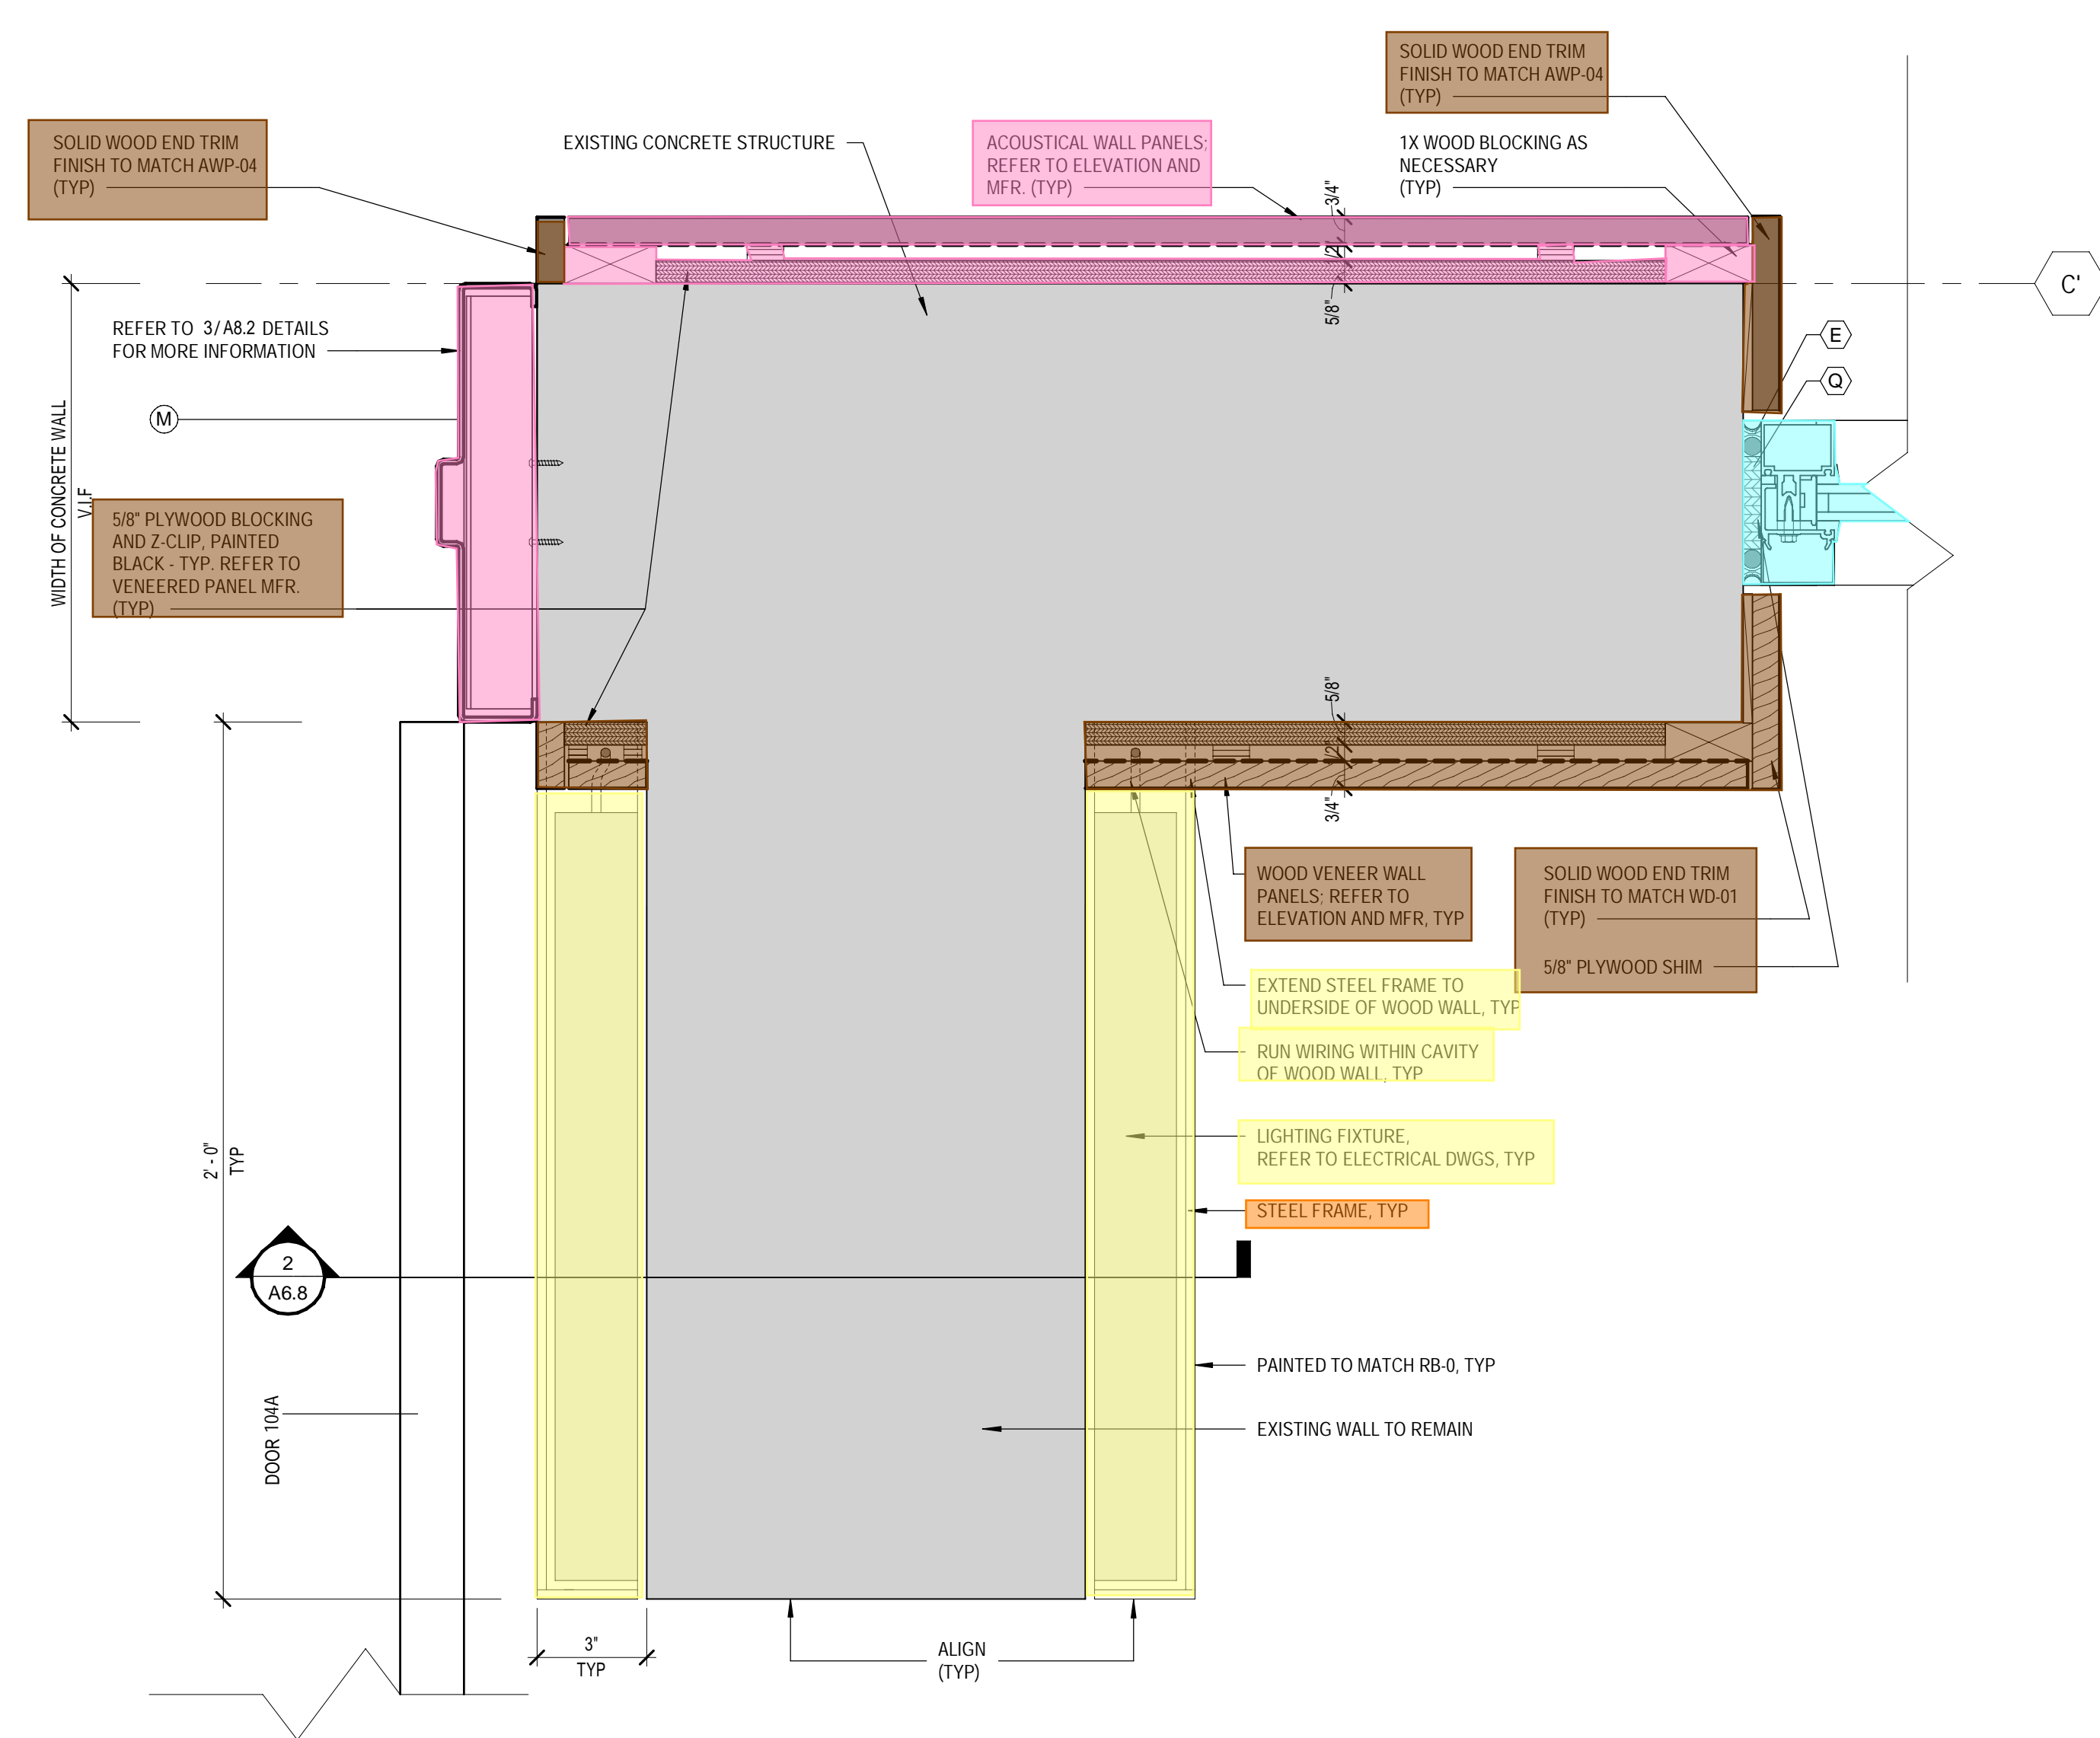 SOLID WOOD END TRIM
FINISH TO MATCH AWP-04
(TYP)
SOLID WOOD END TRIM
FINISH TO MATCH AWP-04
(TYP)
EXISTING CONCRETE STRUCTURE
ACOUSTICAL WALL PANELS;
REFER TO ELEVATION AND
MFR. (TYP)
1X WOOD BLOCKING AS
NECESSARY
(TYP)
3/4"
/2"
5/8"
C'
E
Q
REFER TO 3/A8.2 DETAILS
FOR MORE INFORMATION
M
WIDTH OF CONCRETE WALL
V.I.F
5/8" PLYWOOD BLOCKING
AND Z-CLIP, PAINTED
BLACK - TYP. REFER TO
VENEERED PANEL MFR.
(TYP)
5/8"
/2"
3/4"
WOOD VENEER WALL
PANELS; REFER TO
ELEVATION AND MFR, TYP
SOLID WOOD END TRIM
FINISH TO MATCH WD-01
(TYP)
5/8" PLYWOOD SHIM
EXTEND STEEL FRAME TO
UNDERSIDE OF WOOD WALL, TYP
RUN WIRING WITHIN CAVITY
OF WOOD WALL, TYP
LIGHTING FIXTURE,
REFER TO ELECTRICAL DWGS, TYP
STEEL FRAME, TYP
2' - 0"
TYP
2
A6.8
PAINTED TO MATCH RB-0, TYP
EXISTING WALL TO REMAIN
DOOR 104A
3"
TYP
ALIGN
(TYP)